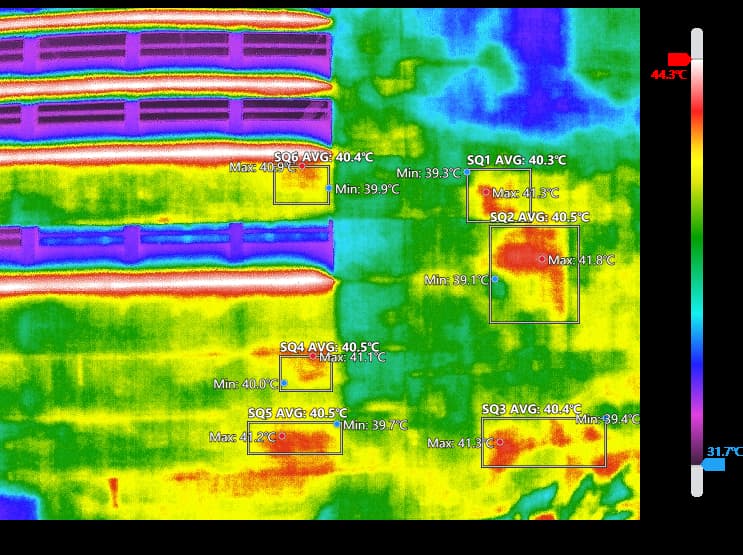 44.3℃
SQ6 AVG: 40.4℃
Max: 40.9℃
Min: 39.9℃
SQ1 AVG: 40.3℃
Min: 39.3℃
Max: 41.3℃
SQ2 AVG: 40.5℃
Max: 41.8℃
Min: 39.1℃
SQ4 AVG: 40.5℃
Max: 41.1℃
Min: 40.0℃
SQ5 AVG: 40.5℃
Min: 39.7℃
Max: 41.2℃
SQ3 AVG: 40.4℃
Min: 39.4℃
Max: 41.3℃
31.7℃